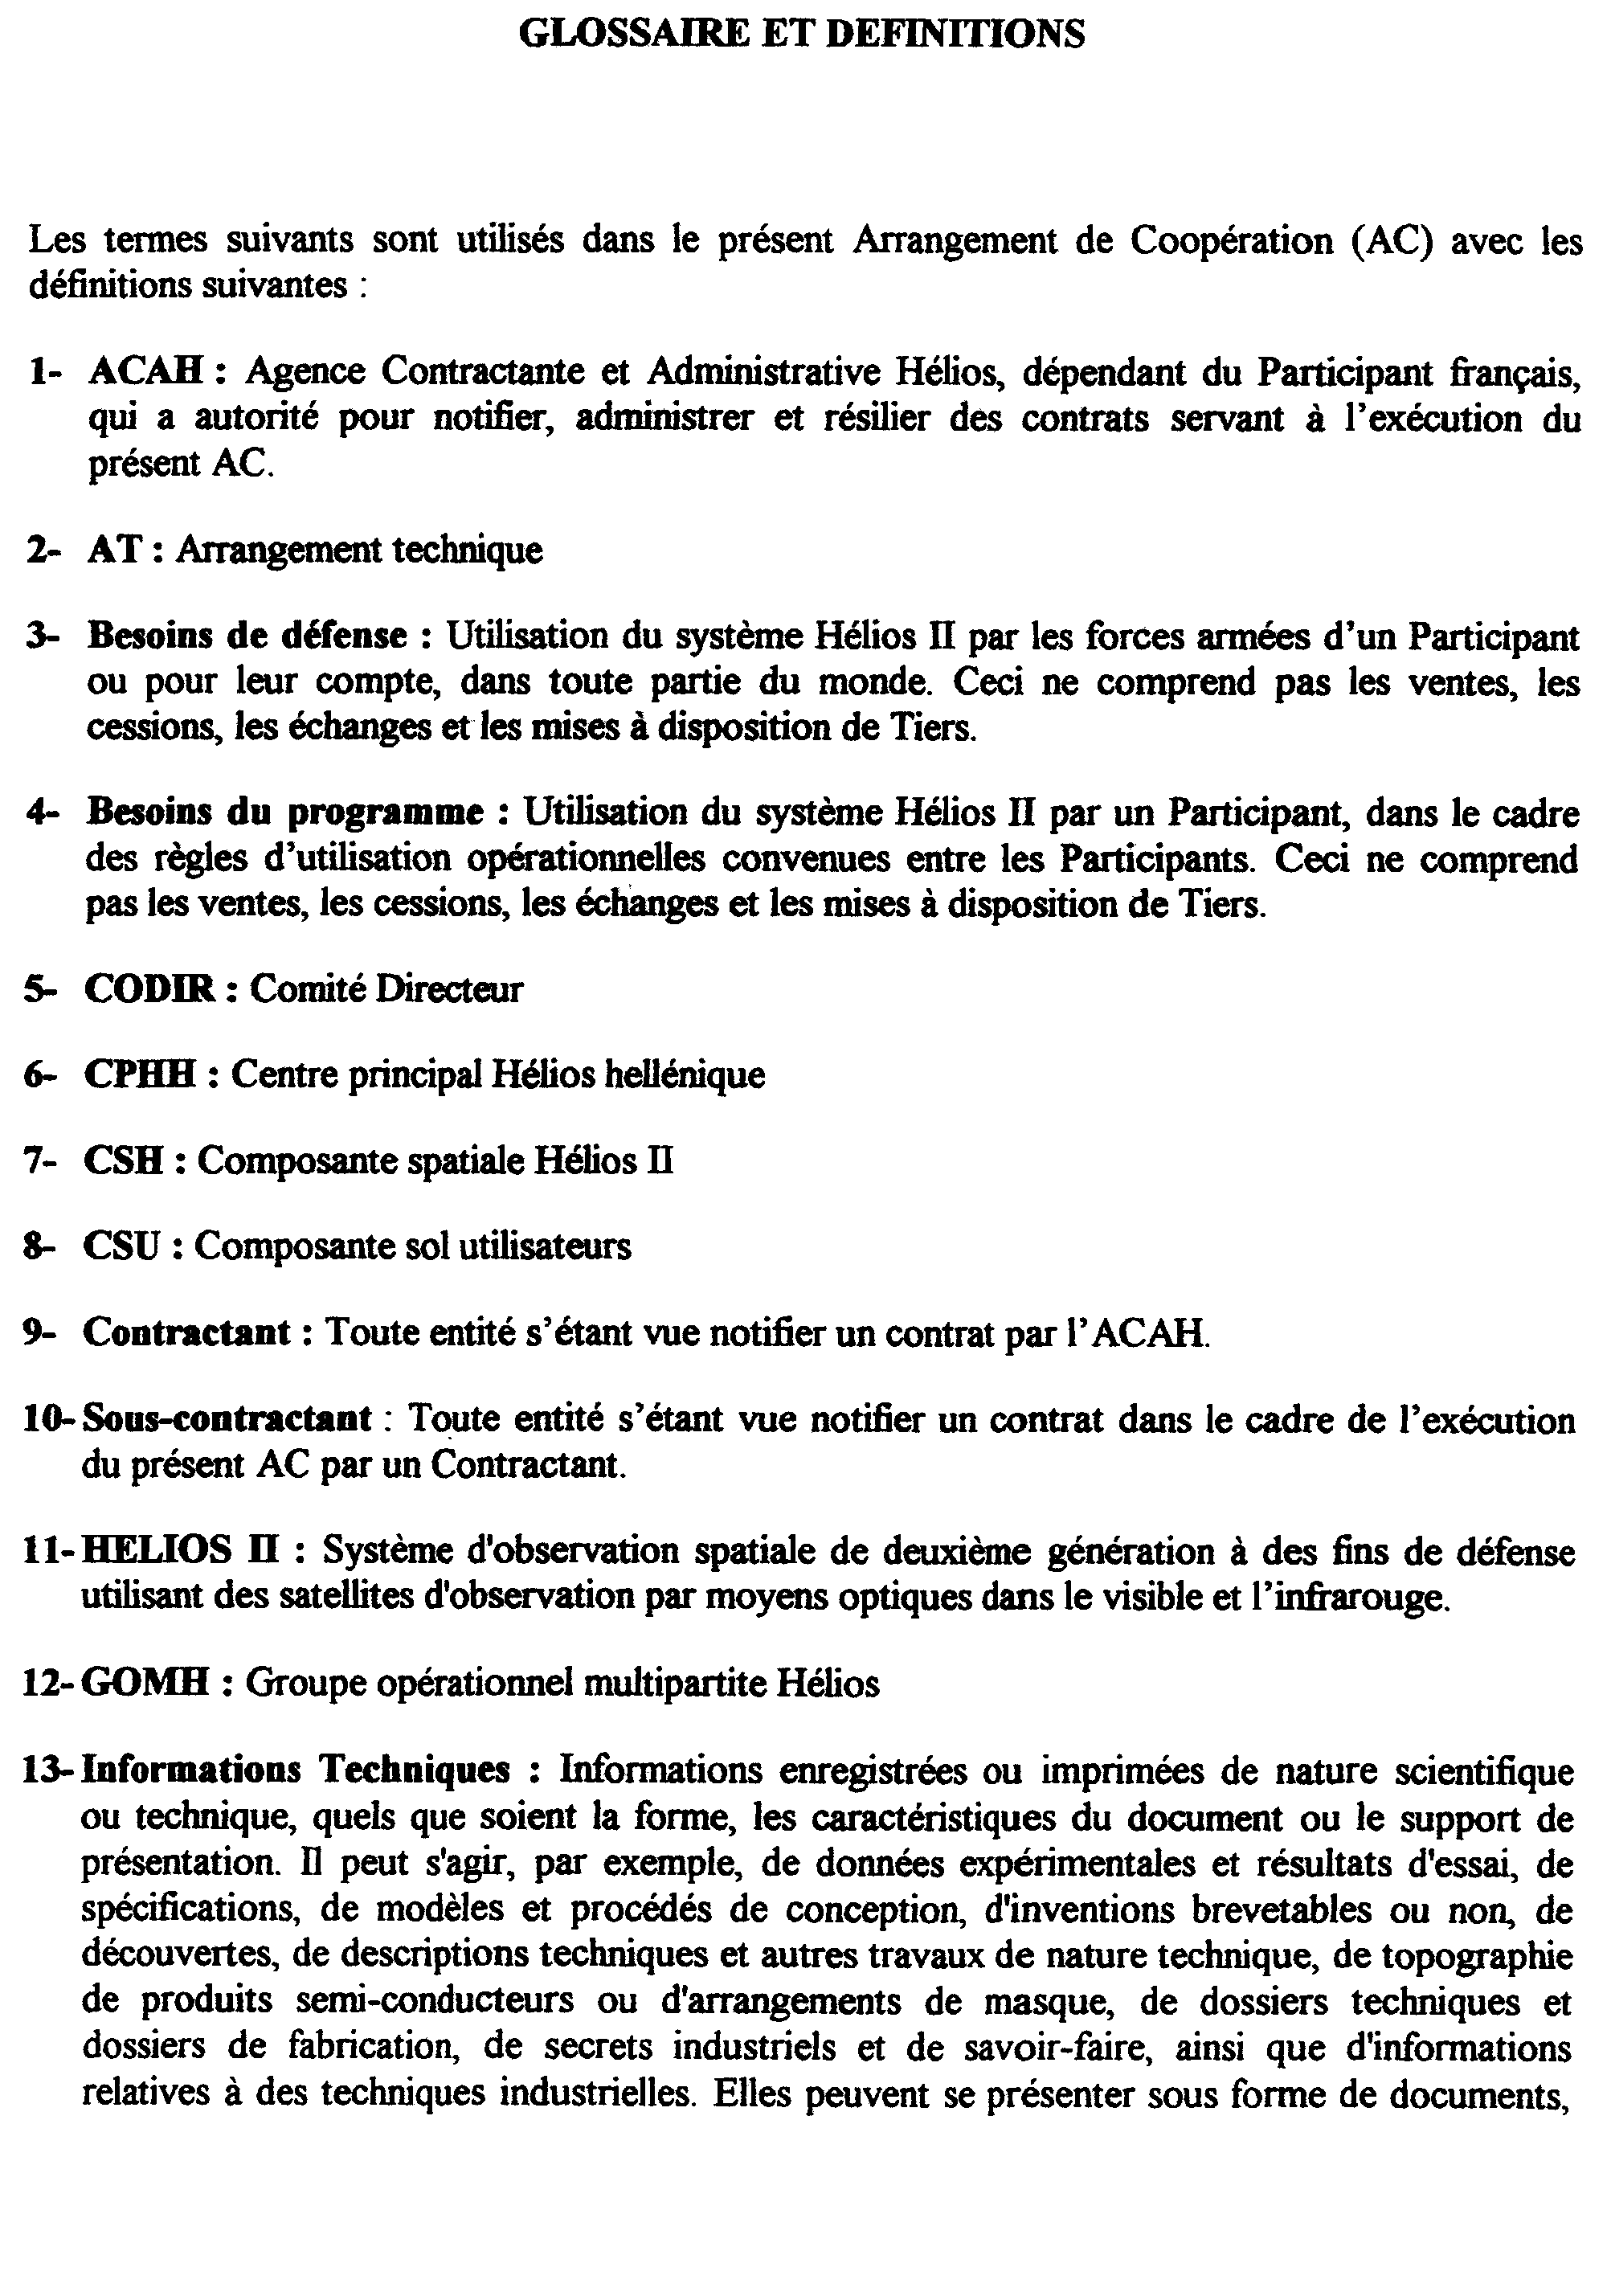 GLOSSAIRE ET DEFINITIONS
Les termes suivants sont utilisés dans le présent Arrangement de Coopération (AC) avec les
définitions suivantes :
1- ACAH : Agence Contractante et Administrative Hélios, dépendant du Participant français,
qui a autorité pour notifier, administrer et résilier des contrats servant à l'exécution du
présent AC.
2- AT : Arrangement technique
3- Besoins de défense : Utilisation du système Hélios II par les forces armées d'un Participant
ou pour leur compte, dans toute partie du monde. Ceci ne comprend pas les ventes, les
cessions, les échanges et les mises à disposition de Tiers.
4- Besoins du programme : Utilisation du système Hélios II par un Participant, dans le cadre
des règles d'utilisation opérationnelles convenues entre les Participants. Ceci ne comprend
pas les ventes, les cessions, les échanges et les mises à disposition de Tiers.
5- CODIR : Comité Directeur
6- CPHH : Centre principal Hélios hellénique
7- CSH : Composante spatiale Hélios II
8- CSU : Composante sol utilisateurs
9- Contractant : Toute entité s'étant vue notifier un contrat par l'ACAH.
10- Sous-contractant : Toute entité s'étant vue notifier un contrat dans le cadre de l'exécution
du présent AC par un Contractant.
11- HELIOS II : Système d'observation spatiale de deuxième génération à des fins de défense
utilisant des satellites d'observation par moyens optiques dans le visible et l'infrarouge.
12- GOMH : Groupe opérationnel multipartite Hélios
13- Informations Techniques : Informations enregistrées ou imprimées de nature scientifique
ou technique, quels que soient la forme, les caractéristiques du document ou le support de
présentation. Il peut s'agir, par exemple, de données expérimentales et résultats d'essai, de
spécifications, de modèles et procédés de conception, d'inventions brevetables ou non, de
découvertes, de descriptions techniques et autres travaux de nature technique, de topographie
de produits semi-conducteurs ou d'arrangements de masque, de dossiers techniques et
dossiers de fabrication, de secrets industriels et de savoir-faire, ainsi que d'informations
relatives à des techniques industrielles. Elles peuvent se présenter sous forme de documents,